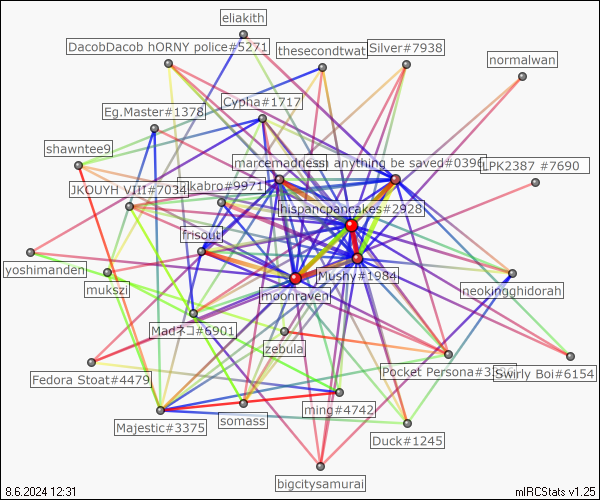 eliakith
DacobDacob hORNY police#5271
thesecondtwat
Silver#7938
normalwan
Cypha#1717
Eg.Master#1378
shawntee9
marcemadness
anything be saved#0396
LPK2387 #7690
JKOUYH VIII#7034
kabro#9971
hispancpancakes#2928
frisout
yoshimanden
mukszi
Mushy#1984
moonraven
neokingghidorah
Madネコ#6901
zebula
Fedora Stoat#4479
Pocket
Swirly Boi#6154
somass
ming#4742
Majestic#3375
Duck#1245
bigcitysamurai
8.6.2024 12:31
mIRCStats v1.25